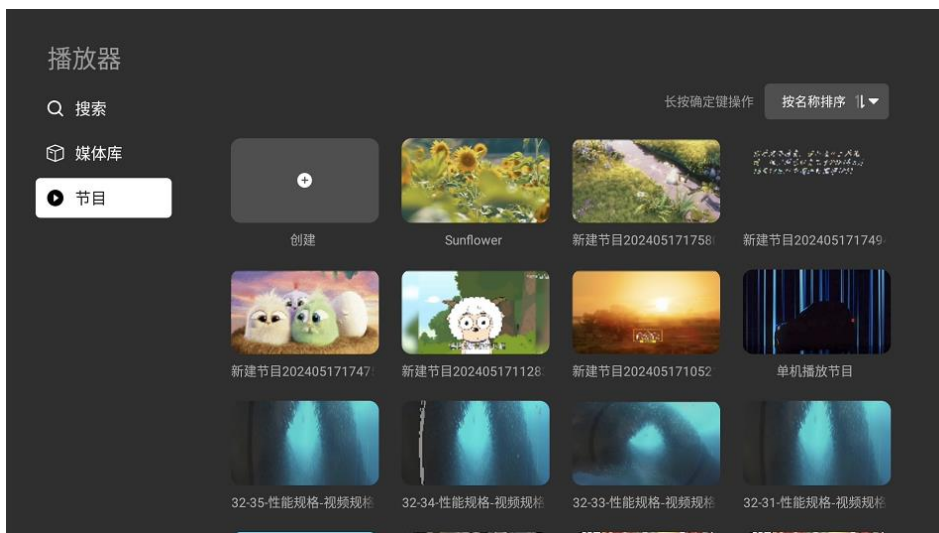 播放器
搜索
媒体库
节目
长按确定键操作
按名称排序
创建
Sunflower
新建节目20240517175
新建节目2024051717494
新建节目202405171747
新建节目202405171128
新建节目202405171052
单机播放节目
32-35-性能规格-视频规格
32-34-性能规格-视频规格
32-33-性能规格-视频规格
32-31-性能规格-视频规格